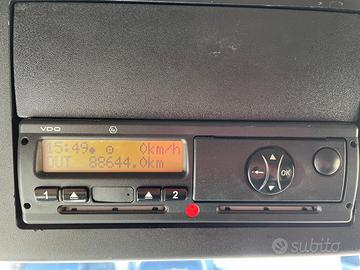 VDO
15:49 0km/h
OUT 88644.0km
1 2
OK
subito